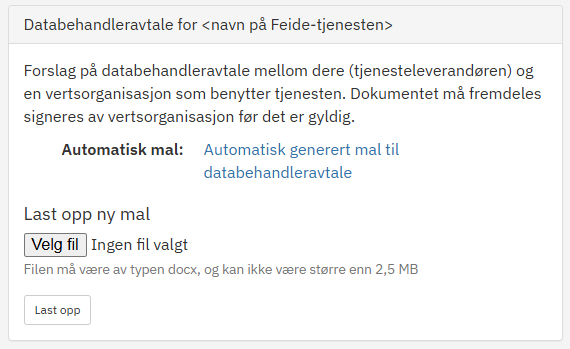 Databehandleravtale for <navn på Feide-tjenesten>
Forslag på databehandleravtale mellom dere (tjenesteleverandøren) og
en vertsorganisasjon som benytter tjenesten. Dokumentet må fremdeles
signeres av vertsorganisasjon før det er gyldig.
Automatisk mal: Automatisk generert mal til
databehandleravtale
Last opp ny mal
Velg fil Ingen fil valgt
Filen må være av typen docx, og kan ikke være større enn 2,5 MB
Last opp